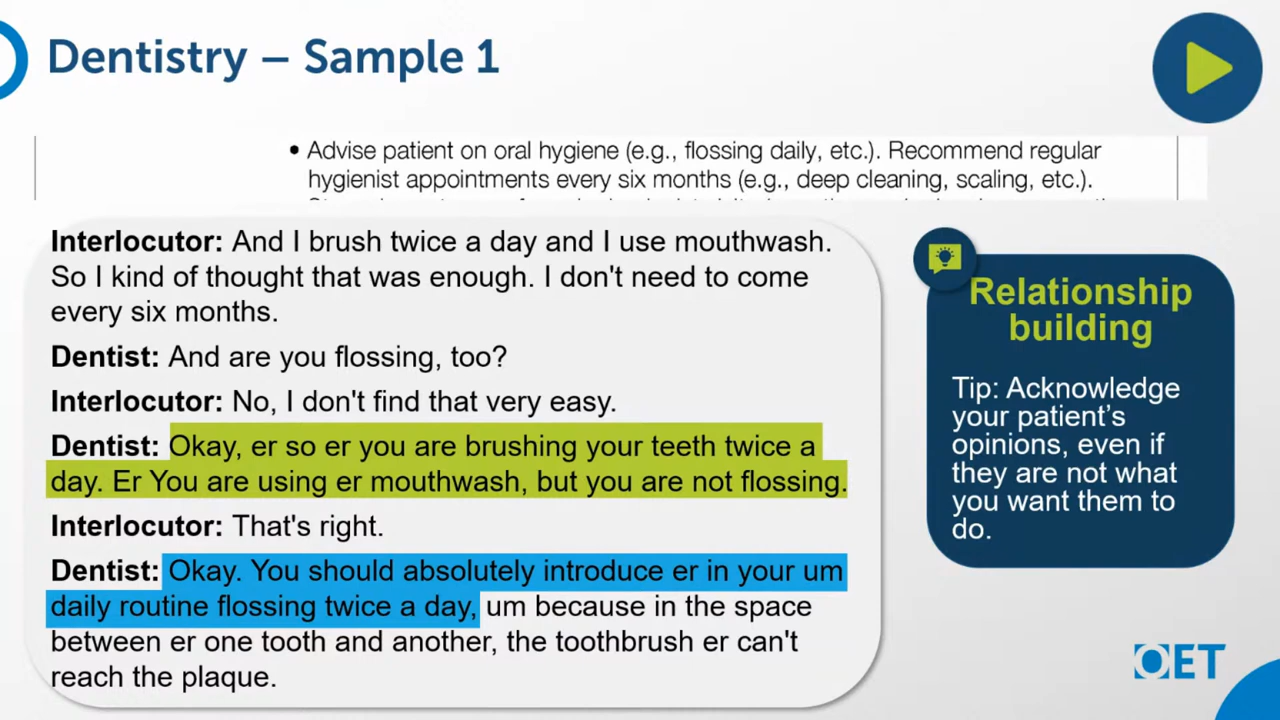 Dentistry – Sample 1
• Advise patient on oral hygiene (e.g., flossing daily, etc.). Recommend regular
hygienist appointments every six months (e.g., deep cleaning, scaling, etc.).
Interlocutor: And I brush twice a day and I use mouthwash.
So I kind of thought that was enough. I don't need to come
every six months.
Dentist: And are you flossing, too?
Interlocutor: No, I don't find that very easy.
Dentist: Okay, er so er you are brushing your teeth twice a
day. Er You are using er mouthwash, but you are not flossing.
Interlocutor: That's right.
Dentist: Okay. You should absolutely introduce er in your um
daily routine flossing twice a day, um because in the space
between er one tooth and another, the toothbrush er can't
reach the plaque.
Relationship
building
Tip: Acknowledge
your patient’s
opinions, even if
they are not what
you want them to
do.
OET